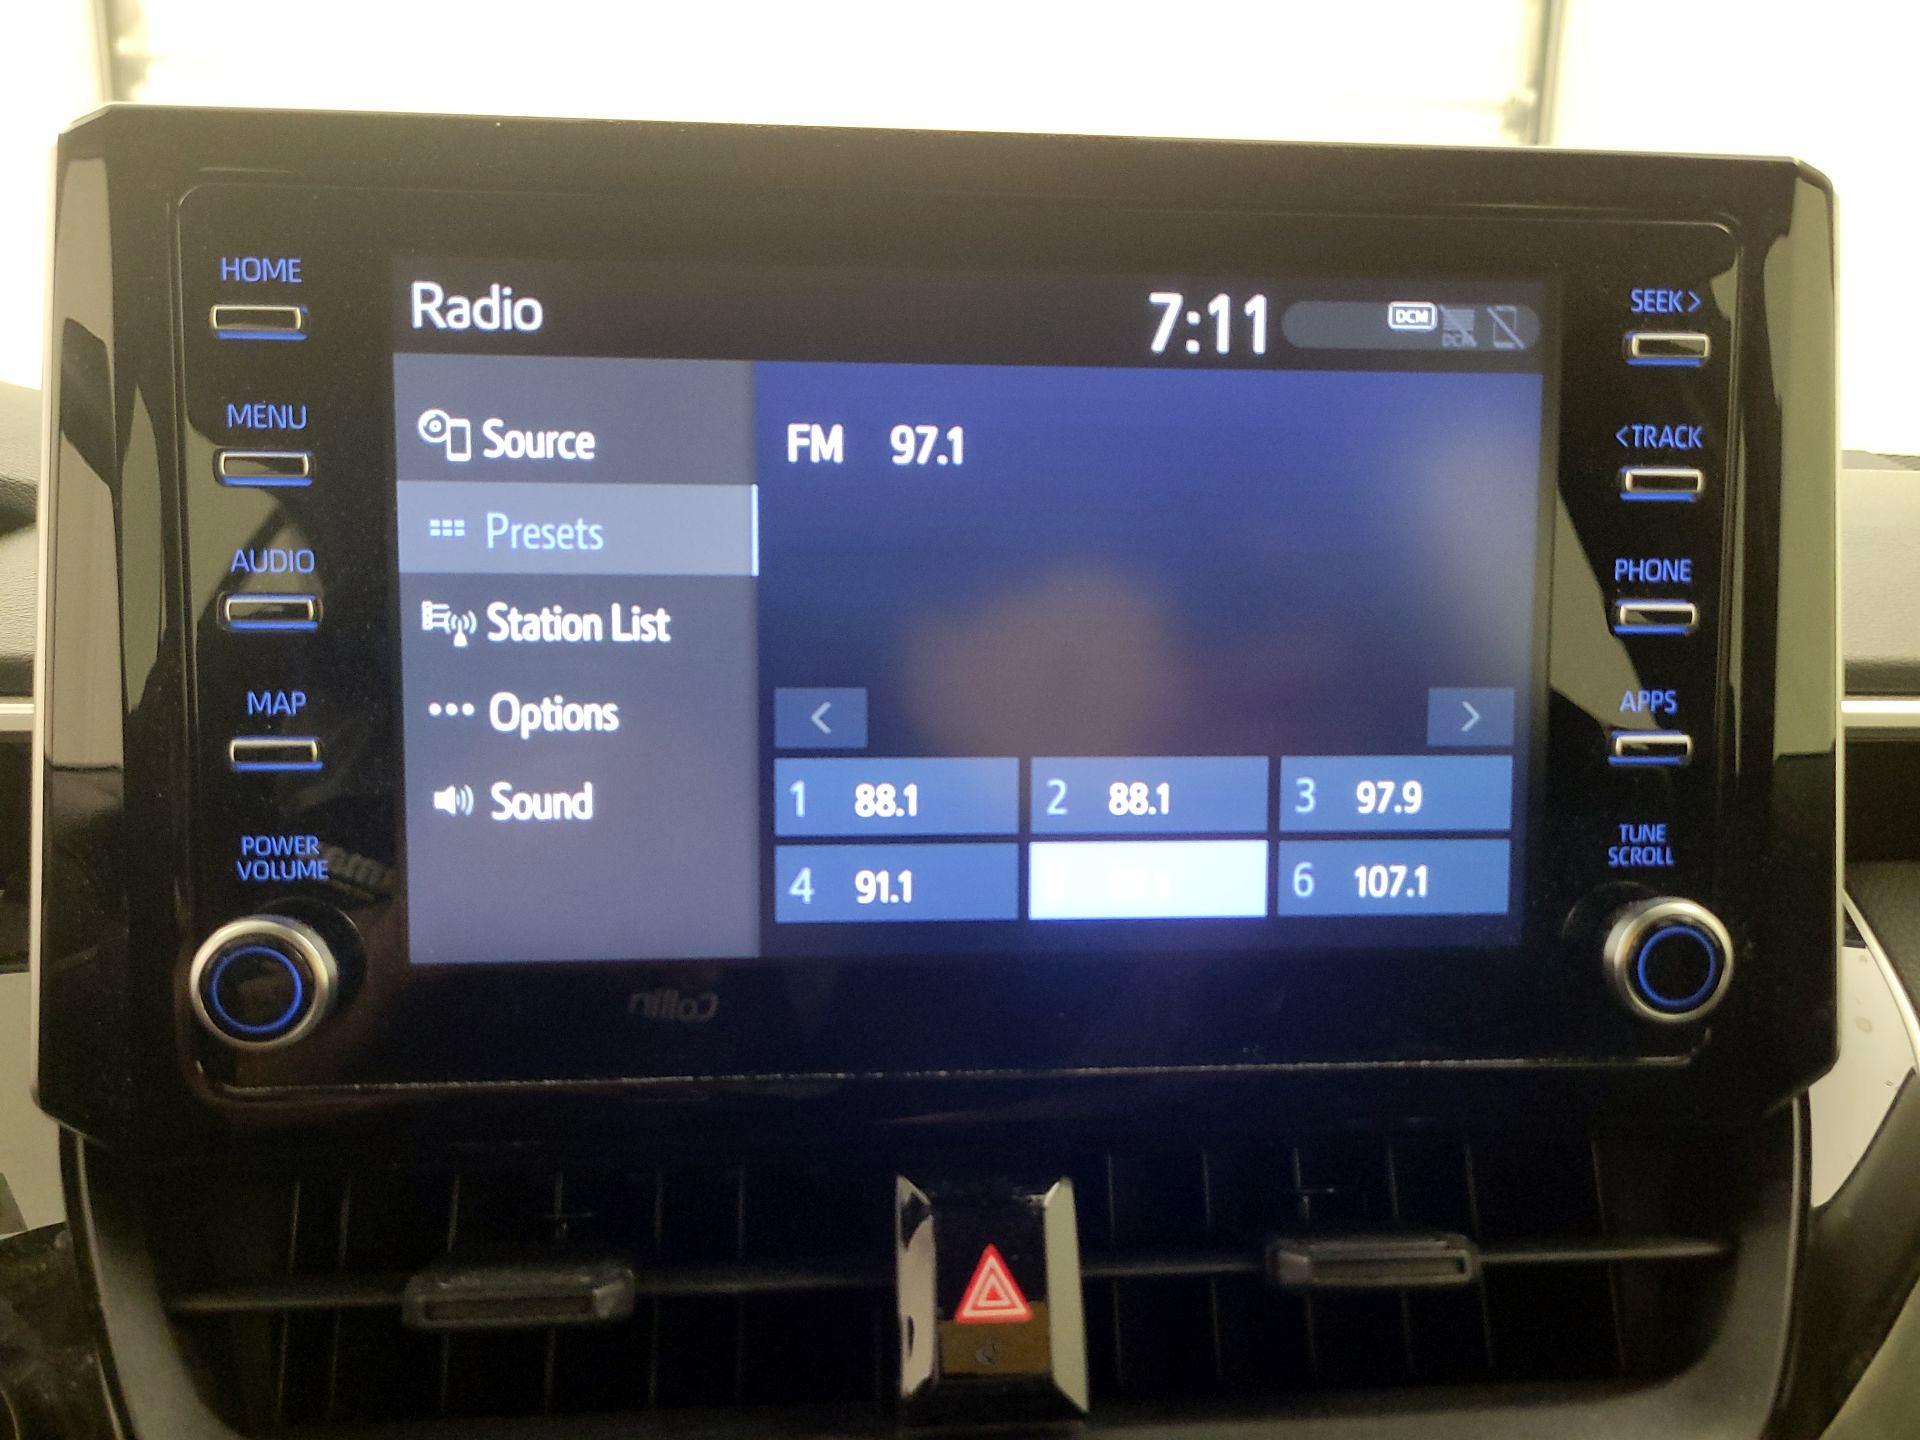 HOME
MENU
AUDIO
MAP
POWER
VOLUME
Radio
7:11
DCM
DCM
Source
Presets
Station List
Options
Sound
FM 97.1
<
>
1 88.1
2 88.1
3 97.9
4 91.1
6 107.1
SEEK >
< TRACK
PHONE
APPS
TUNE
SCROLL
Collin